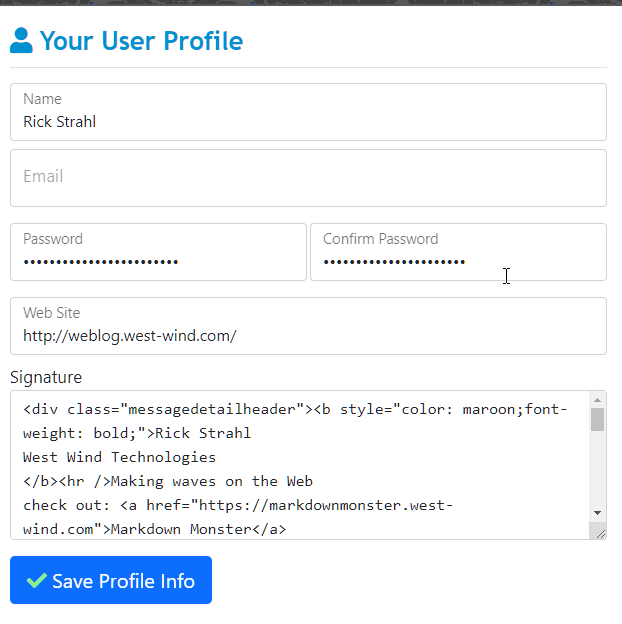 Your User Profile
Name
Rick Strahl
Email
Password
Confirm Password
Web Site
http://weblog.west-wind.com/
Signature
<div class="messagedetailheader"><b style="color: maroon;font-
weight: bold;">Rick Strahl
West Wind Technologies
</b><hr />Making waves on the Web
check out: <a href="https://markdownmonster.west-
wind.com">Markdown Monster</a>
Save Profile Info